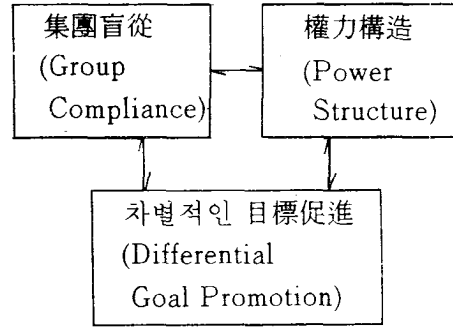 集團盲從
(Group
Compliance)
權力構造
(Power
Structure)
차별적인 目標促進
(Differential
Goal Promotion)